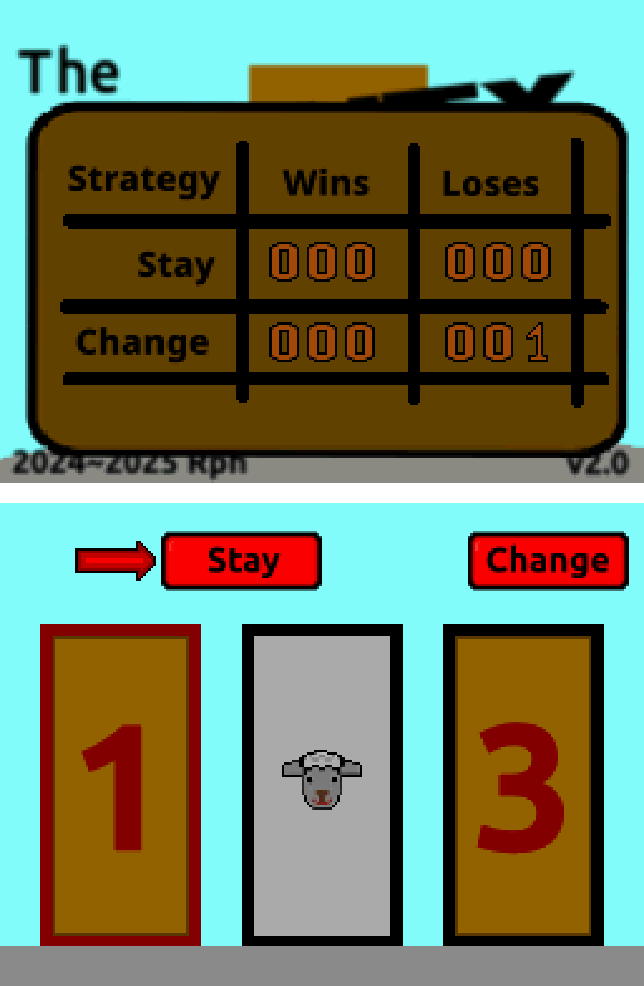 The
Strategy Wins Loses
Stay 000 000
Change 000 001
2024~2025 Rph v2.0
Stay Change
1 3